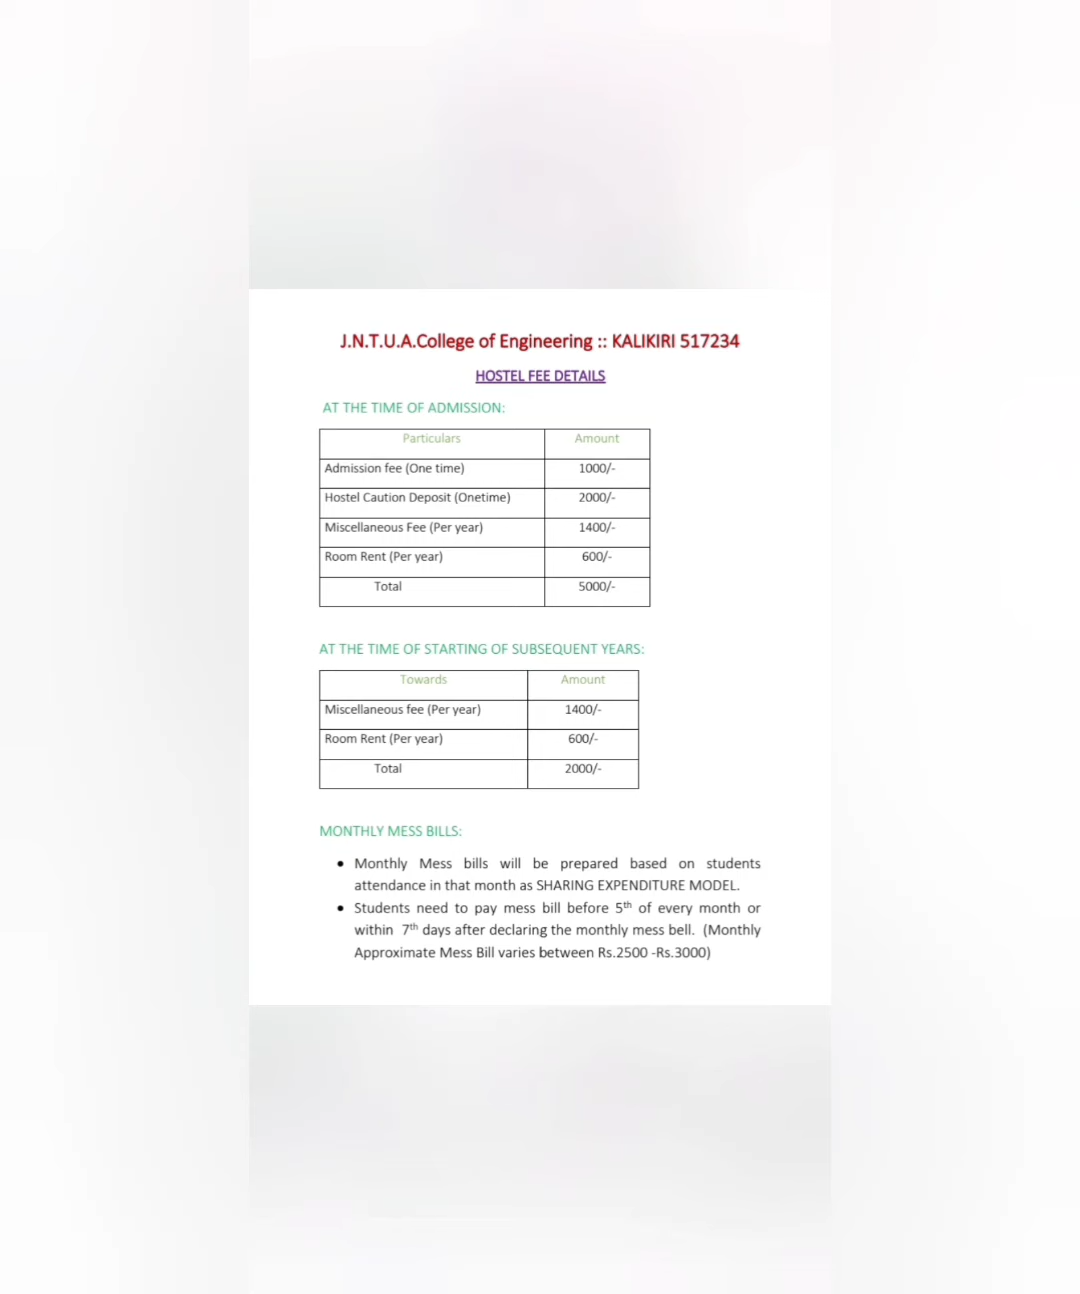 J.N.T.U.A.College of Engineering :: KALIKIRI 517234
HOSTEL FEE DETAILS
AT THE TIME OF ADMISSION:
Particulars Amount
Admission fee (One time) 1000/-
Hostel Caution Deposit (Onetime) 2000/-
Miscellaneous Fee (Per year) 1400/-
Room Rent (Per year) 600/-
Total 5000/-
AT THE TIME OF STARTING OF SUBSEQUENT YEARS:
Towards Amount
Miscellaneous fee (Per year) 1400/-
Room Rent (Per year) 600/-
Total 2000/-
MONTHLY MESS BILLS:
• Monthly Mess bills will be prepared based on students
attendance in that month as SHARING EXPENDITURE MODEL.
• Students need to pay mess bill before 5th of every month or
within 7th days after declaring the monthly mess bell. (Monthly
Approximate Mess Bill varies between Rs.2500 -Rs.3000)